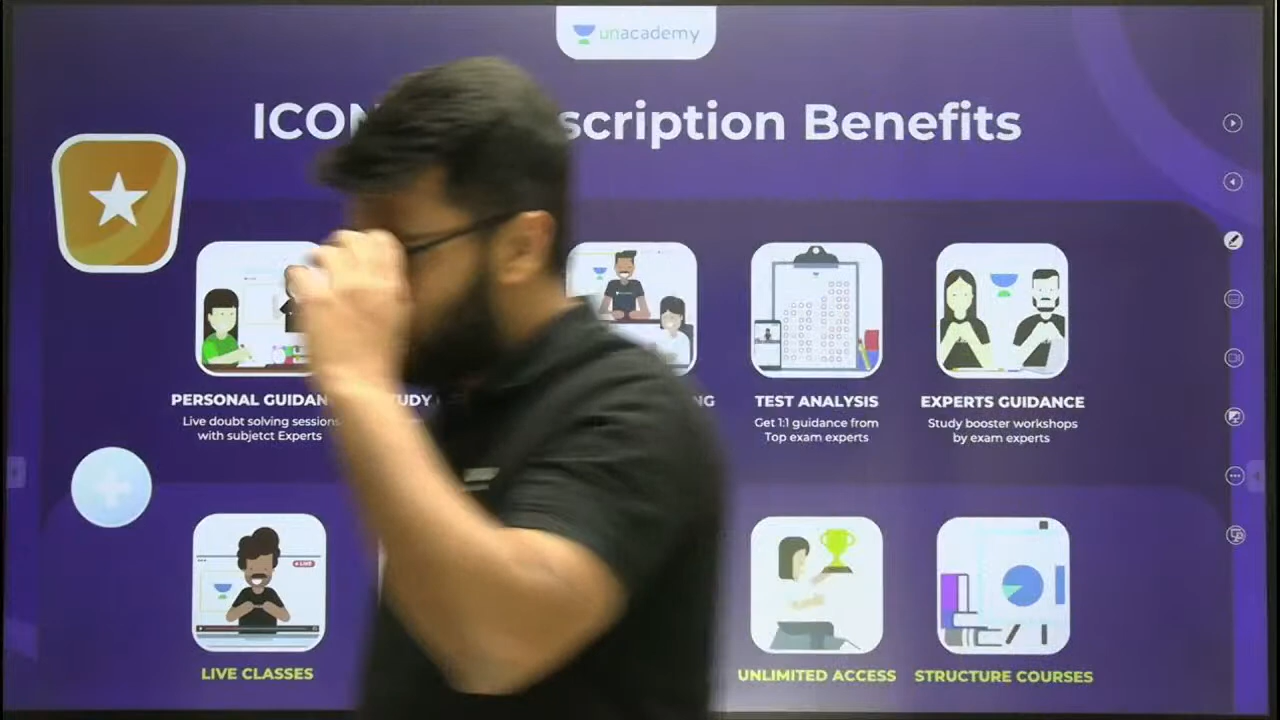 unacademy
ICON scription Benefits
PERSONAL GUIDAN
Live doubt solving sessions
with subjetct Experts
TUDY
NG
TEST ANALYSIS
Get 1:1 guidance from
Top exam experts
EXPERTS GUIDANCE
Study booster workshops
by exam experts
LIVE
LIVE CLASSES
UNLIMITED ACCESS
STRUCTURE COURSES